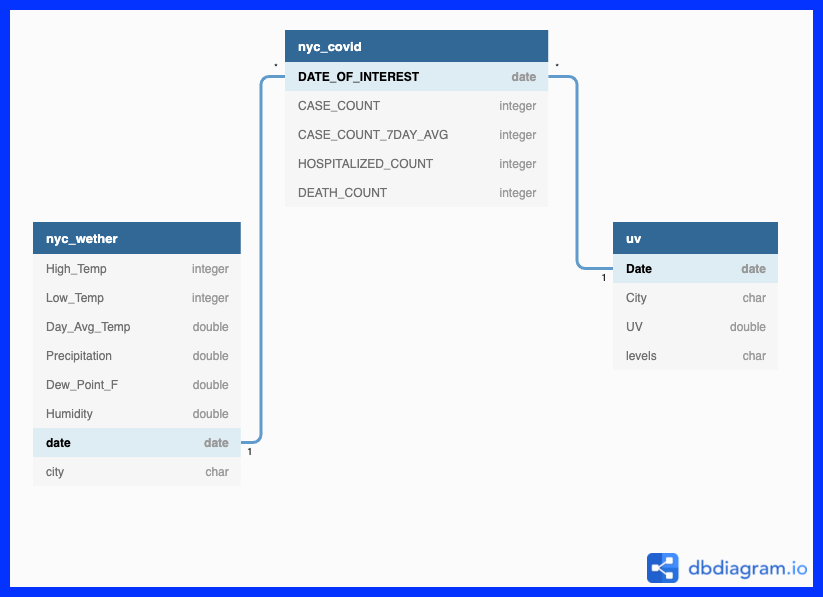 nyc_covid
DATE_OF_INTEREST date
CASE_COUNT integer
CASE_COUNT_7DAY_AVG integer
HOSPITALIZED_COUNT integer
DEATH_COUNT integer
* *
nyc_wether
High_Temp integer
Low_Temp integer
Day_Avg_Temp double
Precipitation double
Dew_Point_F double
Humidity double
date date
city char
1
uv
Date date
City char
UV double
levels char
1
dbdiagram.io